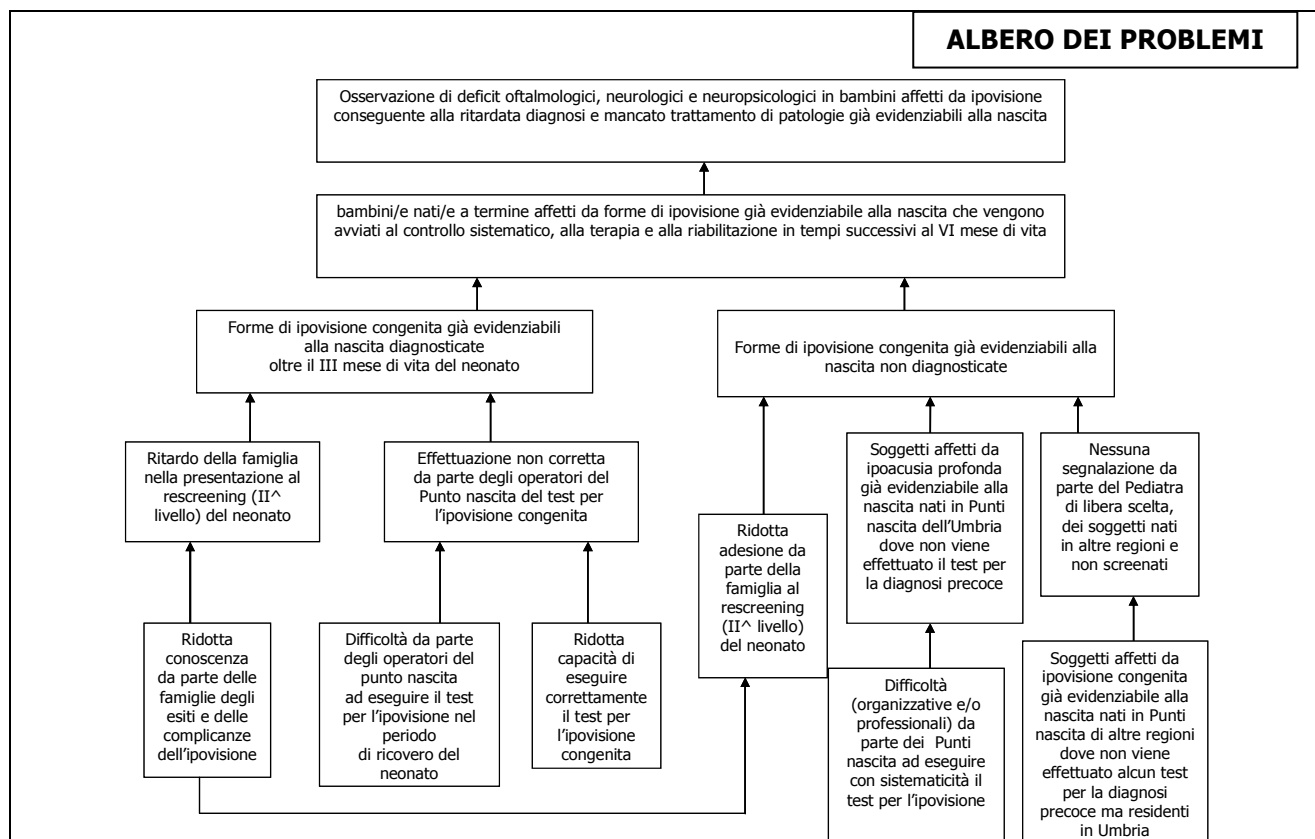 ALBERO DEI PROBLEMI
Osservazione di deficit oftalmologici, neurologici e neuropsicologici in bambini affetti da ipovisione
conseguente alla ritardata diagnosi e mancato trattamento di patologie già evidenziabili alla nascita
bambini/e nati/e a termine affetti da forme di ipovisione già evidenziabile alla nascita che vengono
avviati al controllo sistematico, alla terapia e alla riabilitazione in tempi successivi al VI mese di vita
Forme di ipovisione congenita già evidenziabili
alla nascita diagnosticate
oltre il III mese di vita del neonato
Forme di ipovisione congenita già evidenziabili alla
nascita non diagnosticate
Ritardo della famiglia
nella presentazione al
rescreening (II^
livello) del neonato
Effettuazione non corretta
da parte degli operatori del
Punto nascita del test per
l'ipovisione congenita
Ridotta
adesione da
parte della
famiglia al
rescreening
(II^ livello)
del neonato
Soggetti affetti da
ipoacusia profonda
già evidenziabile alla
nascita nati in Punti
nascita dell'Umbria
dove non viene
effettuato il test per
la diagnosi precoce
Nessuna
segnalazione da
parte del Pediatra
di libera scelta,
dei soggetti nati
in altre regioni e
non screenati
Ridotta
conoscenza
da parte delle
famiglie degli
esiti e delle
complicanze
dell'ipovisione
Difficoltà da parte
degli operatori del
punto nascita
ad eseguire il test
per l'ipovisione nel
periodo
di ricovero del
neonato
Ridotta
capacità di
eseguire
correttamente
il test per
l'ipovisione
congenita
Difficoltà
(organizzative e/o
professionali) da
parte dei Punti
nascita ad eseguire
con sistematicità il
test per l'ipovisione
Soggetti affetti da
ipovisione congenita
già evidenziabile alla
nascita nati in Punti
nascita di altre regioni
dove non viene
effettuato alcun test
per la diagnosi
precoce ma residenti
in Umbria